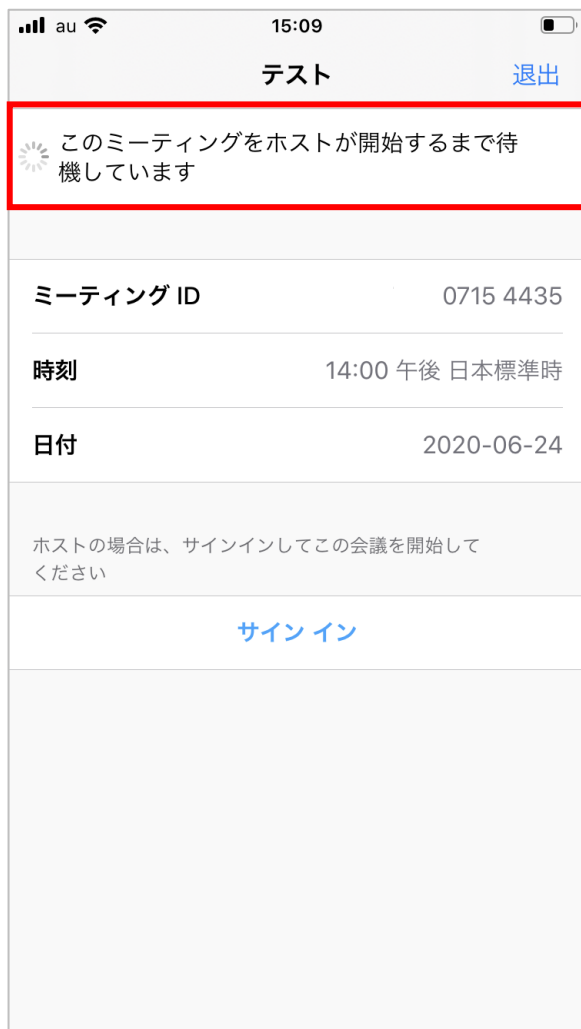 au 15:09
テスト 退出
このミーティングをホストが開始するまで待
機しています
ミーティング ID 0715 4435
時刻 14:00 午後 日本標準時
日付 2020-06-24
ホストの場合は、サインインしてこの会議を開始して
ください
サイン イン